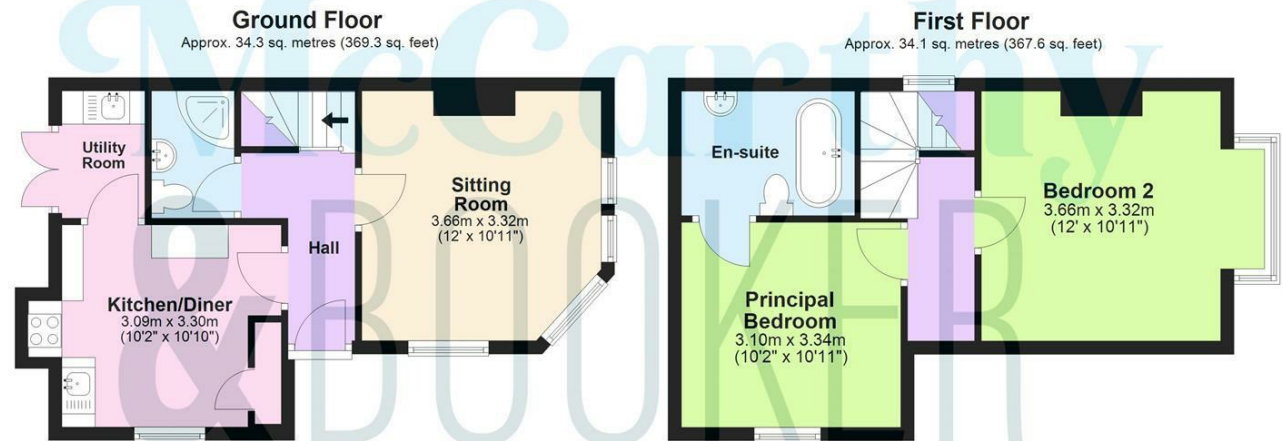 Ground Floor
Approx. 34.3 sq. metres (369.3 sq. feet)
Utility
Room
Sitting
Room
3.66m x 3.32m
(12' x 10'11")
Hall
Kitchen/Diner
3.09m x 3.30m
(10'2" x 10'10")
First Floor
Approx. 34.1 sq. metres (367.6 sq. feet)
En-suite
Bedroom 2
3.66m x 3.32m
(12' x 10'11")
Principal
Bedroom
3.10m x 3.34m
(10'2" x 10'11")
McCarthy
& BOOKER